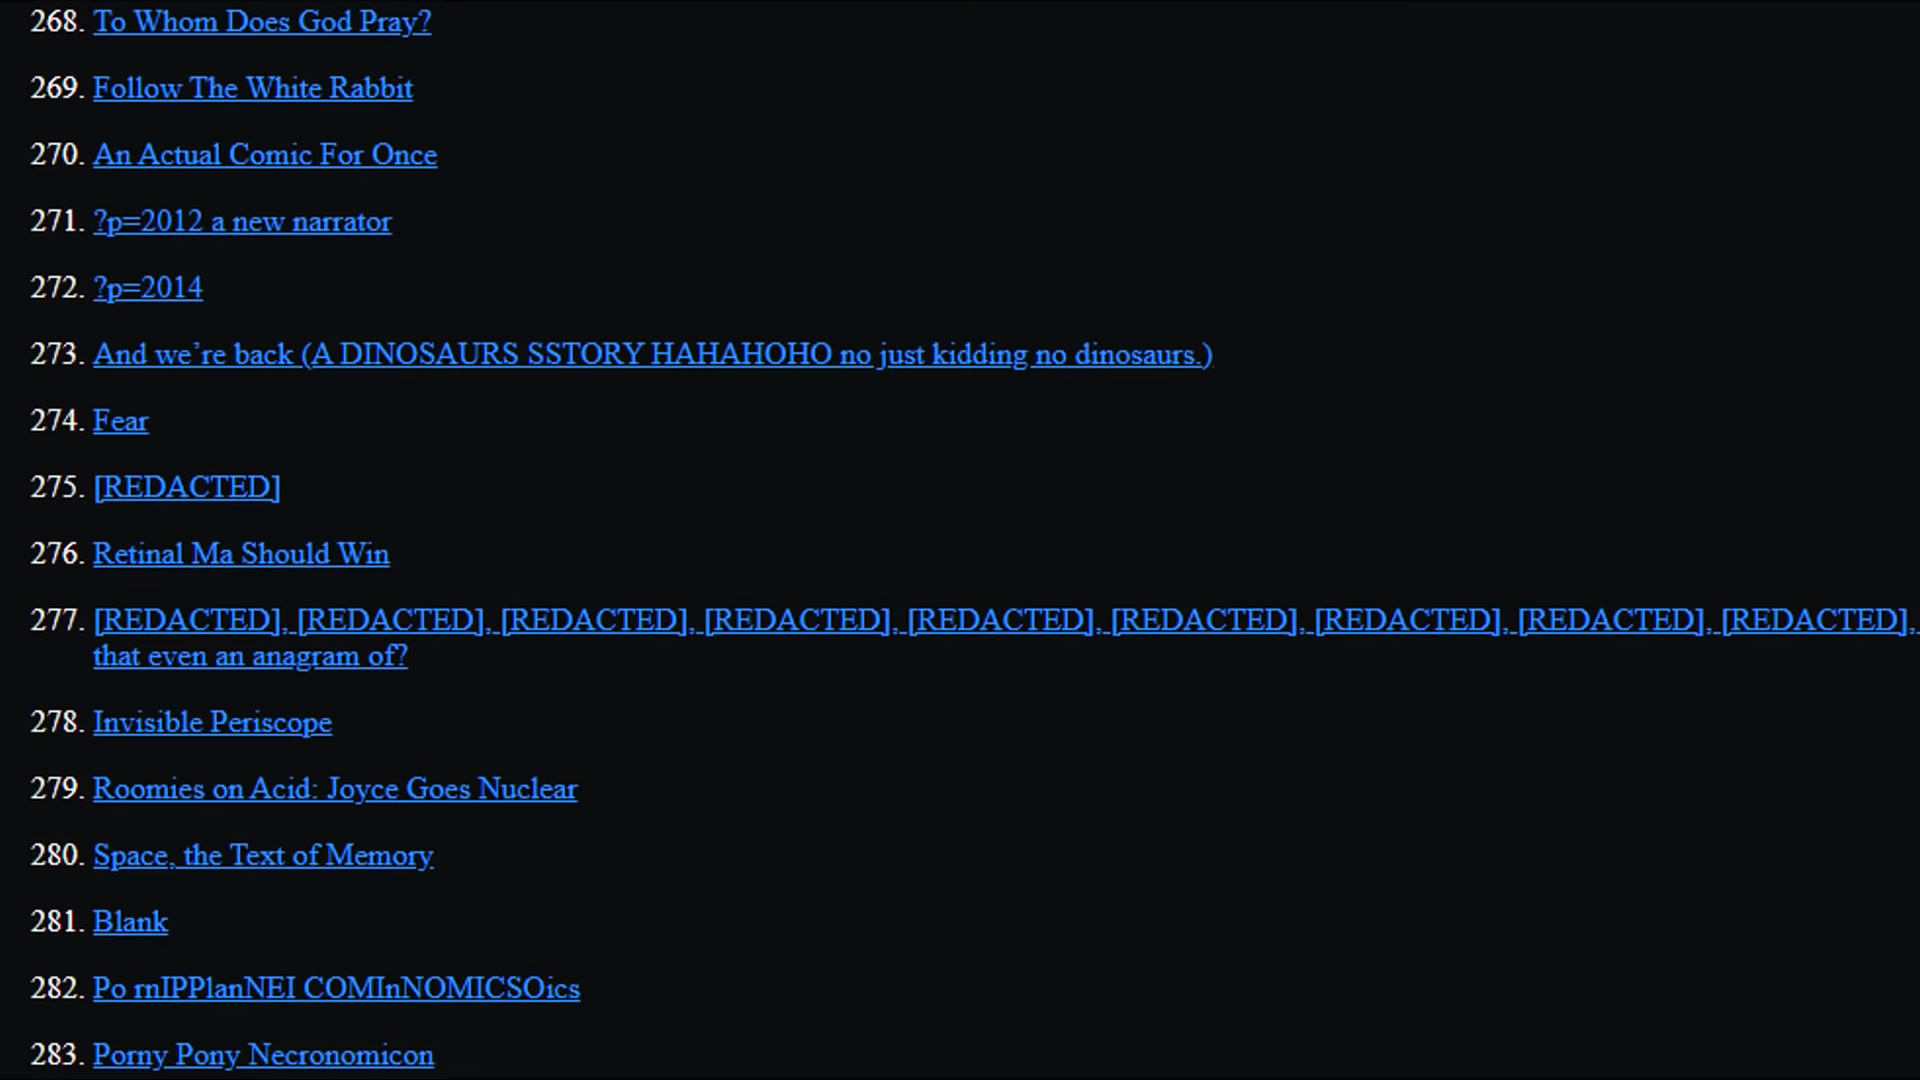 268. To Whom Does God Pray?
269. Follow The White Rabbit
270. An Actual Comic For Once
271. ?p=2012 a new narrator
272. ?p=2014
273. And we’re back (A DINOSAURS SSTORY HAHAHOHO no just kidding no dinosaurs.)
274. Fear
275. [REDACTED]
276. Retinal Ma Should Win
277. [REDACTED], [REDACTED], [REDACTED], [REDACTED], [REDACTED], [REDACTED], [REDACTED], [REDACTED], [REDACTED],
that even an anagram of?
278. Invisible Periscope
279. Roomies on Acid: Joyce Goes Nuclear
280. Space, the Text of Memory
281. Blank
282. Po rnIPPlanNEI COMInNOMICSOics
283. Porny Pony Necronomicon